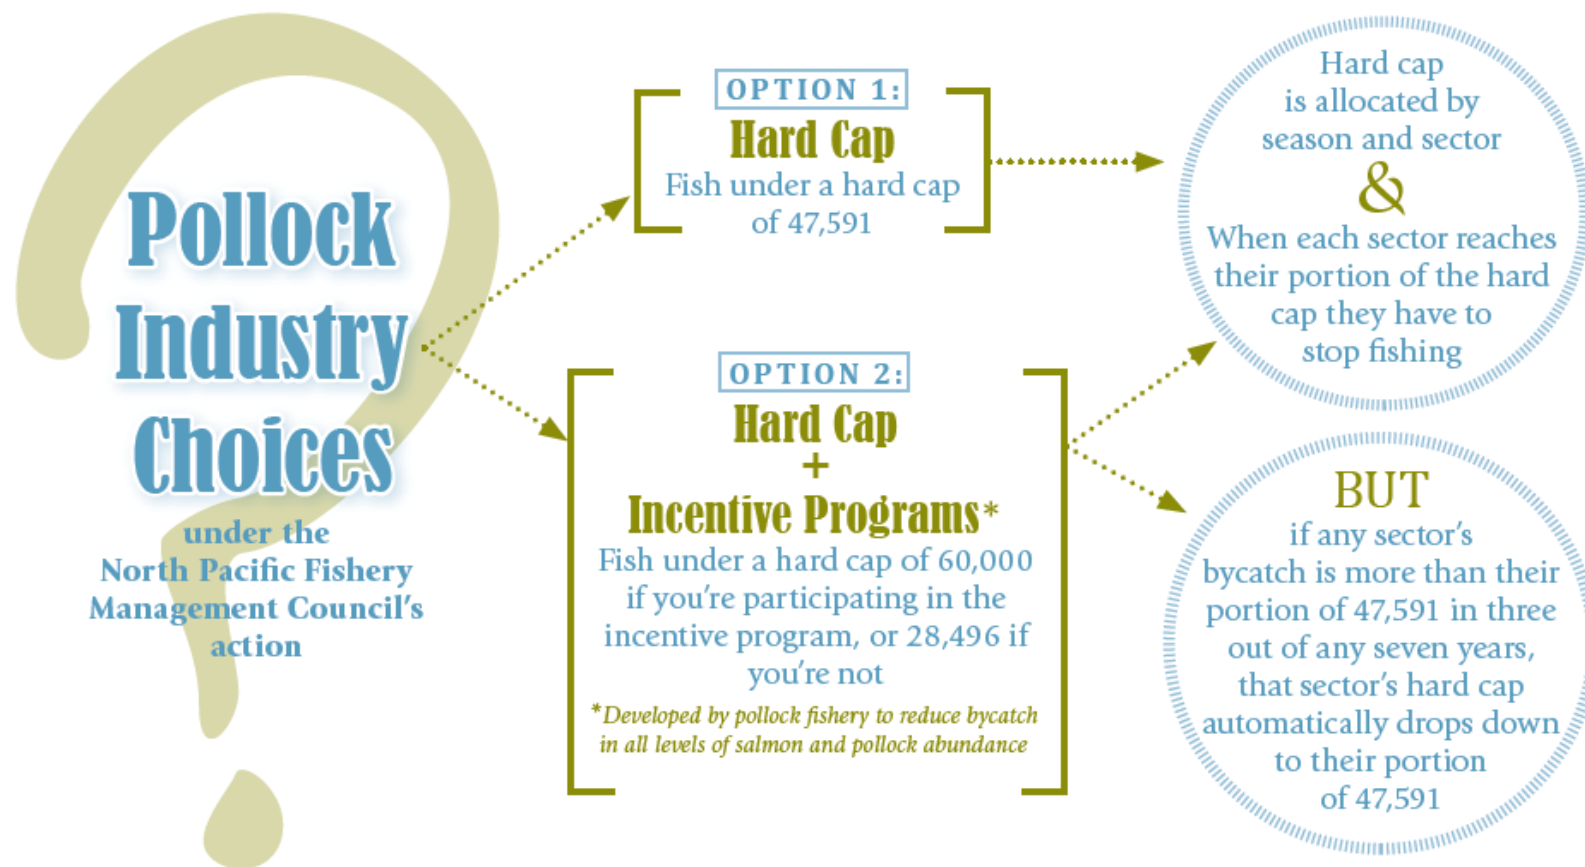 Pollock
Industry
Choices
under the
North Pacific Fishery
Management Council's
action
OPTION 1:
Hard Cap
Fish under a hard cap
of 47,591
OPTION 2:
Hard Cap
+
Incentive Programs*
Fish under a hard cap of 60,000
if you're participating in the
incentive program, or 28,496 if
you're not
*Developed by pollock fishery to reduce bycatch
in all levels of salmon and pollock abundance
Hard cap
is allocated by
season and sector
&
When each sector reaches
their portion of the hard
cap they have to
stop fishing
BUT
if any sector's
bycatch is more than their
portion of 47,591 in three
out of any seven years,
that sector's hard cap
automatically drops down
to their portion
of 47,591